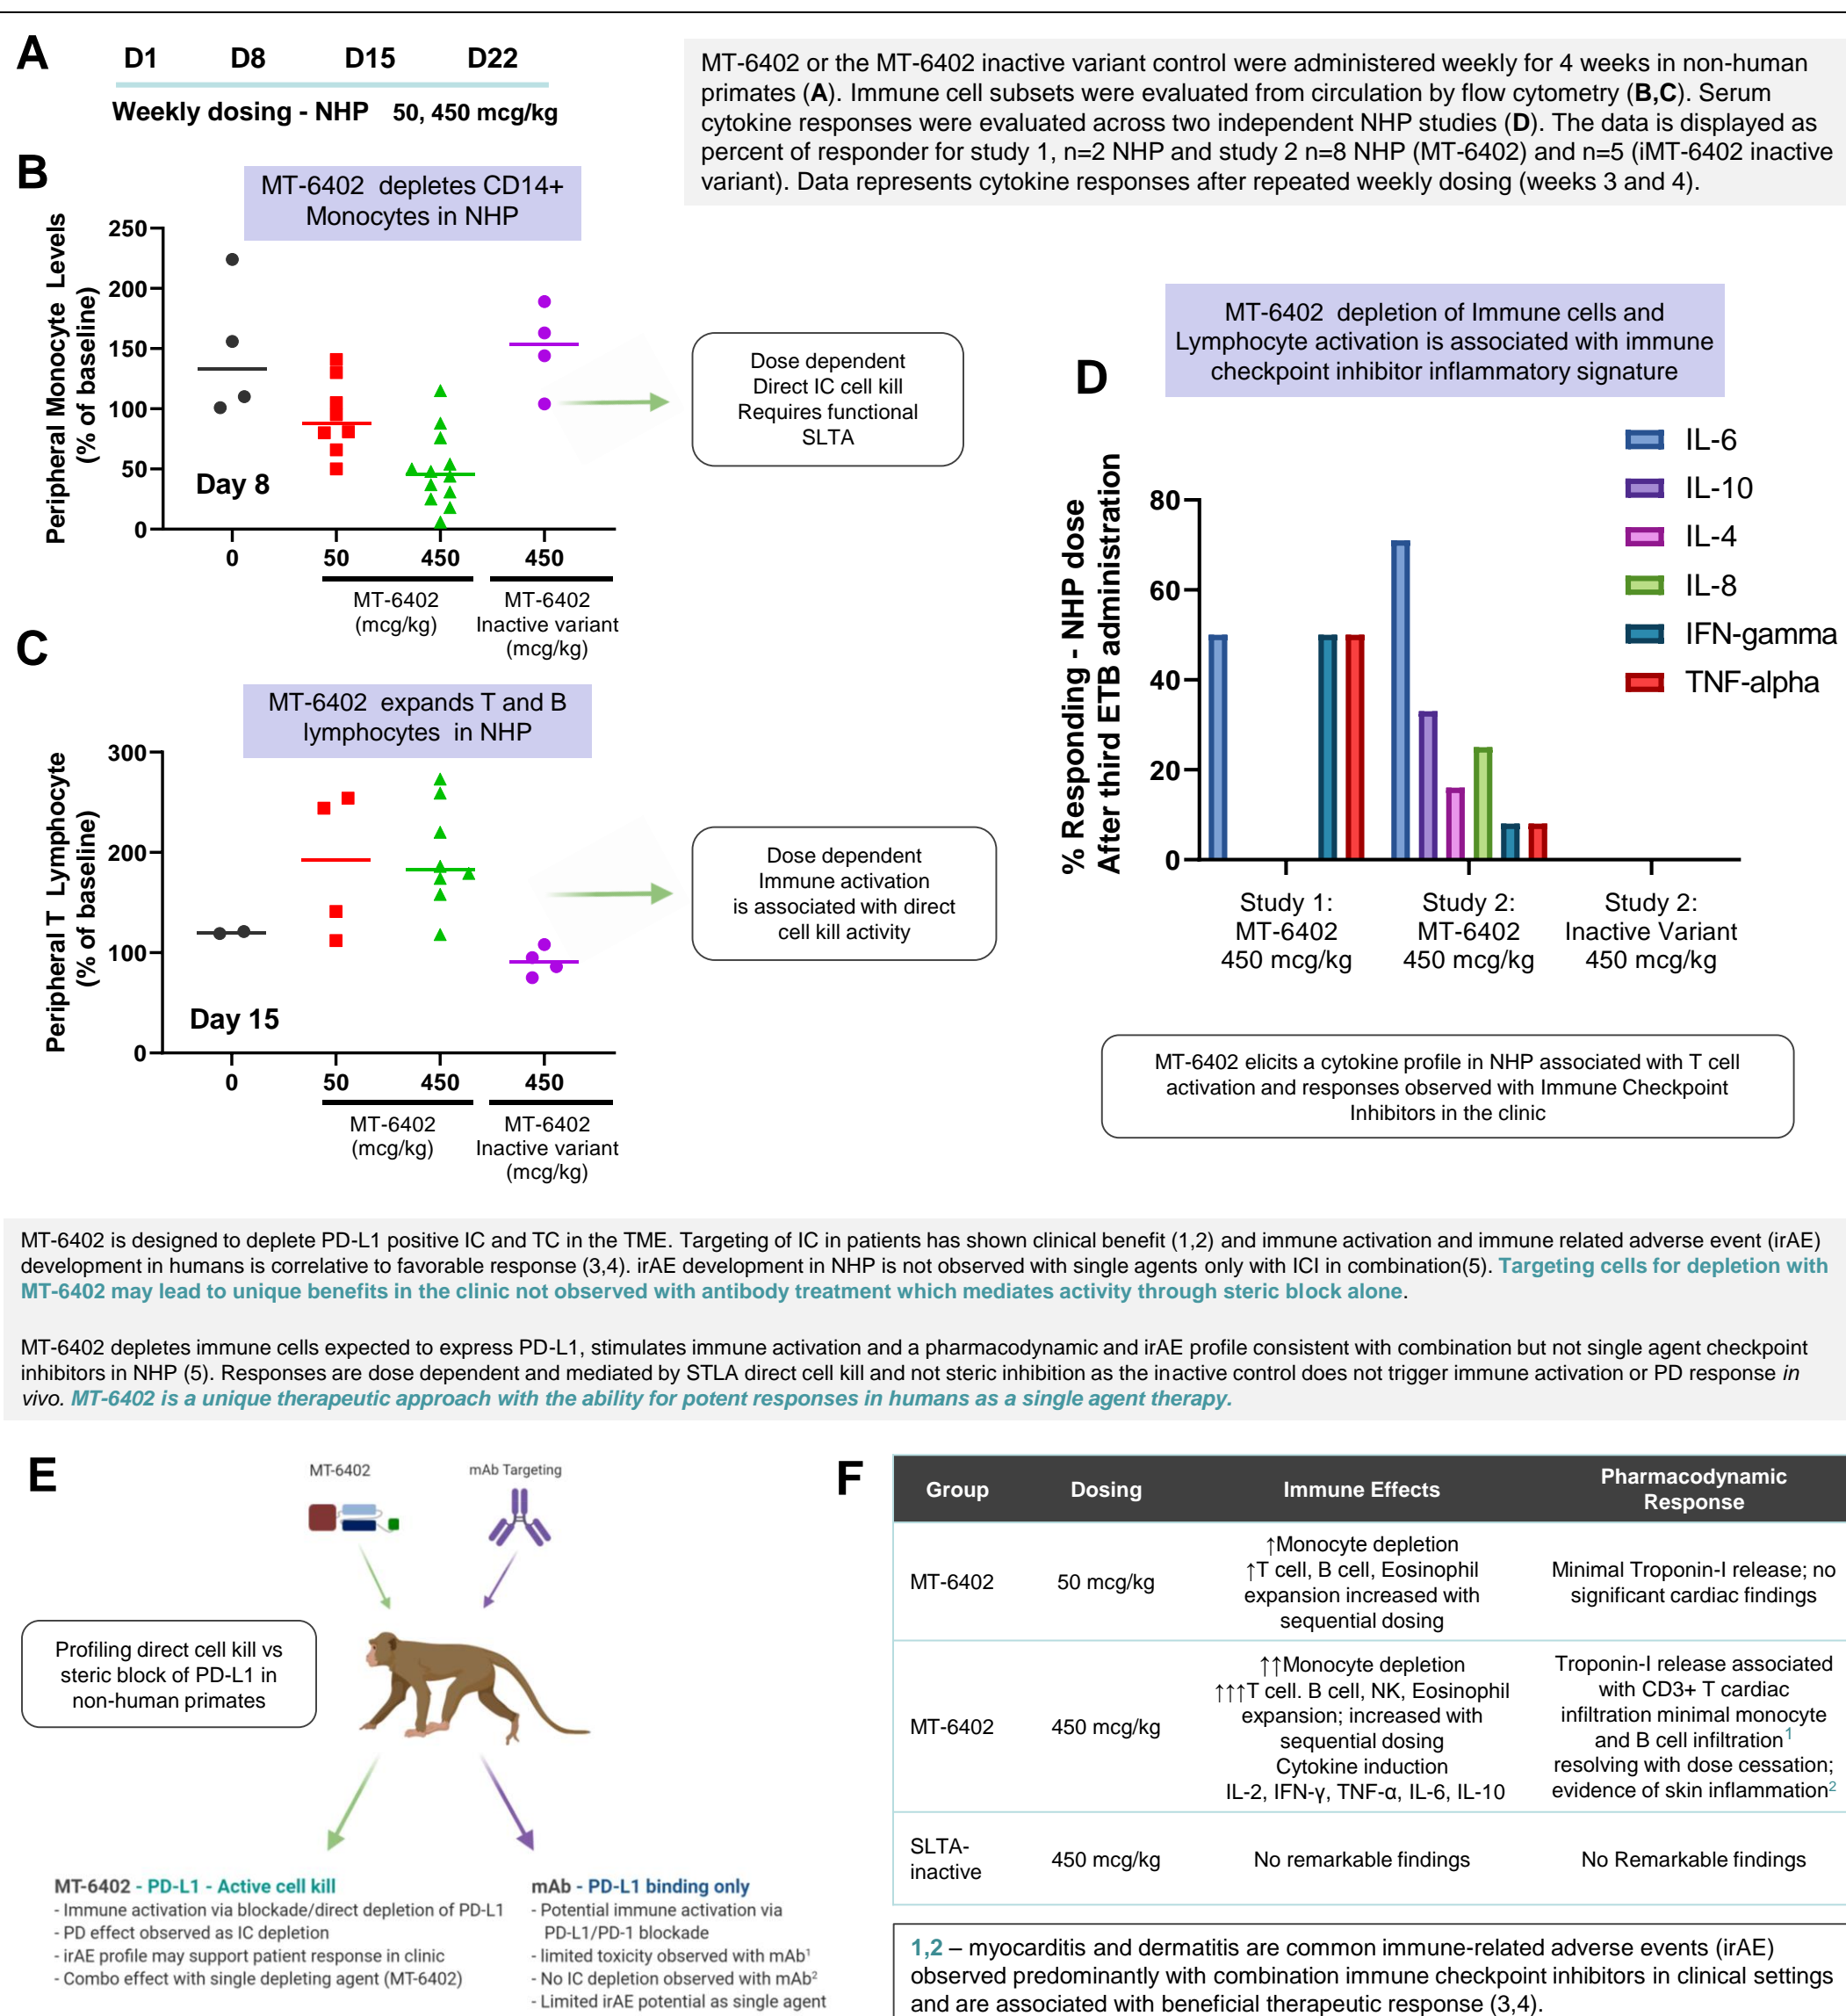 A
D1 D8 D15 D22
Weekly dosing - NHP 50, 450 mcg/kg
MT-6402 or the MT-6402 inactive variant control were administered weekly for 4 weeks in non-human
primates (A). Immune cell subsets were evaluated from circulation by flow cytometry (B,C). Serum
cytokine responses were evaluated across two independent NHP studies (D). The data is displayed as
percent of responder for study 1, n=2 NHP and study 2 n=8 NHP (MT-6402) and n=5 (iMT-6402 inactive
variant). Data represents cytokine responses after repeated weekly dosing (weeks 3 and 4).
B
MT-6402 depletes CD14+
Monocytes in NHP
Peripheral Monocyte Levels
(% of baseline)
250
200
150
100
50
0
Day 8
0 50 450 450
MT-6402
(mcg/kg)
MT-6402
Inactive variant
(mcg/kg)
Dose dependent
Direct IC cell kill
Requires functional
SLTA
C
MT-6402 expands T and B
lymphocytes in NHP
Peripheral T Lymphocyte
(% of baseline)
300
200
100
0
Day 15
0 50 450 450
MT-6402
(mcg/kg)
MT-6402
Inactive variant
(mcg/kg)
Dose dependent
Immune activation
is associated with direct
cell kill activity
D
MT-6402 depletion of Immune cells and
Lymphocyte activation is associated with immune
checkpoint inhibitor inflammatory signature
IL-6
IL-10
IL-4
IL-8
IFN-gamma
TNF-alpha
% Responding - NHP dose
After third ETB administration
80
60
40
20
0
Study 1:
MT-6402
450 mcg/kg
Study 2:
MT-6402
450 mcg/kg
Study 2:
Inactive Variant
450 mcg/kg
MT-6402 elicits a cytokine profile in NHP associated with T cell
activation and responses observed with Immune Checkpoint
Inhibitors in the clinic
MT-6402 is designed to deplete PD-L1 positive IC and TC in the TME. Targeting of IC in patients has shown clinical benefit (1,2) and immune activation and immune related adverse event (irAE)
development in humans is correlative to favorable response (3,4). irAE development in NHP is not observed with single agents only with ICI in combination(5). Targeting cells for depletion with
MT-6402 may lead to unique benefits in the clinic not observed with antibody treatment which mediates activity through steric block alone.
MT-6402 depletes immune cells expected to express PD-L1, stimulates immune activation and a pharmacodynamic and irAE profile consistent with combination but not single agent checkpoint
inhibitors in NHP (5). Responses are dose dependent and mediated by STLA direct cell kill and not steric inhibition as the inactive control does not trigger immune activation or PD response in
vivo. MT-6402 is a unique therapeutic approach with the ability for potent responses in humans as a single agent therapy.
E
MT-6402
mAb Targeting
Profiling direct cell kill vs
steric block of PD-L1 in
non-human primates
MT-6402 - PD-L1 - Active cell kill
- Immune activation via blockade/direct depletion of PD-L1
- PD effect observed as IC depletion
- irAE profile may support patient response in clinic
- Combo effect with single depleting agent (MT-6402)
mAb - PD-L1 binding only
- Potential immune activation via
PD-L1/PD-1 blockade
- limited toxicity observed with mAb¹
- No IC depletion observed with mAb²
- Limited irAE potential as single agent
F
Group Dosing Immune Effects Pharmacodynamic
Response
MT-6402
50 mcg/kg
↑Monocyte depletion
↑T cell, B cell, Eosinophil
expansion increased with
sequential dosing
Minimal Troponin-I release; no
significant cardiac findings
MT-6402
450 mcg/kg
↑↑Monocyte depletion
↑↑↑T cell. B cell, NK, Eosinophil
expansion; increased with
sequential dosing
Cytokine induction
IL-2, IFN-γ, TNF-α, IL-6, IL-10
Troponin-I release associated
with CD3+ T cardiac
infiltration minimal monocyte
and B cell infiltration¹
resolving with dose cessation;
evidence of skin inflammation²
SLTA-
inactive
450 mcg/kg
No remarkable findings
No Remarkable findings
1,2 – myocarditis and dermatitis are common immune-related adverse events (irAE)
observed predominantly with combination immune checkpoint inhibitors in clinical settings
and are associated with beneficial therapeutic response (3,4).